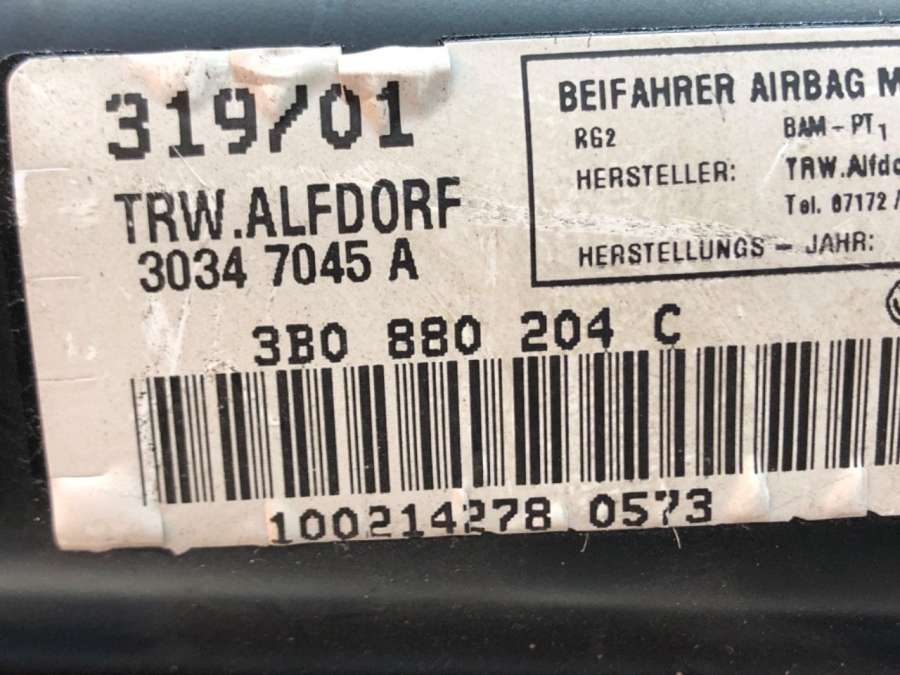 319/01
TRW.ALFDORF
3034 7045 A
BEIFAHRER AIRBAG
RG2 BAM-PT1
HERSTELLER: TRW.Alfdo
Tel. 07172 /
HERSTELLUNGS - JAHR:
3B0 880 204 C
100214278 0573